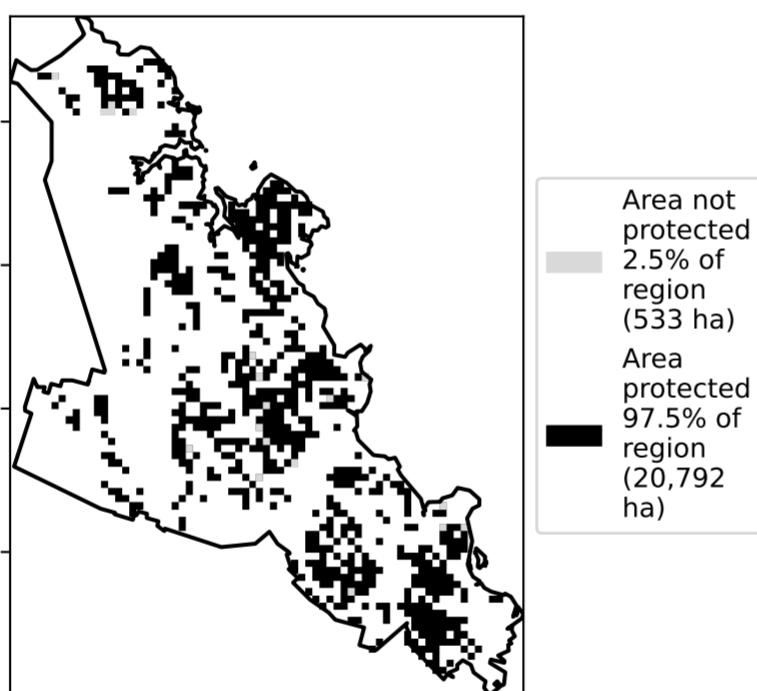 Area not
protected
2.5% of
region
(533 ha)
Area
protected
97.5% of
region
(20,792
ha)